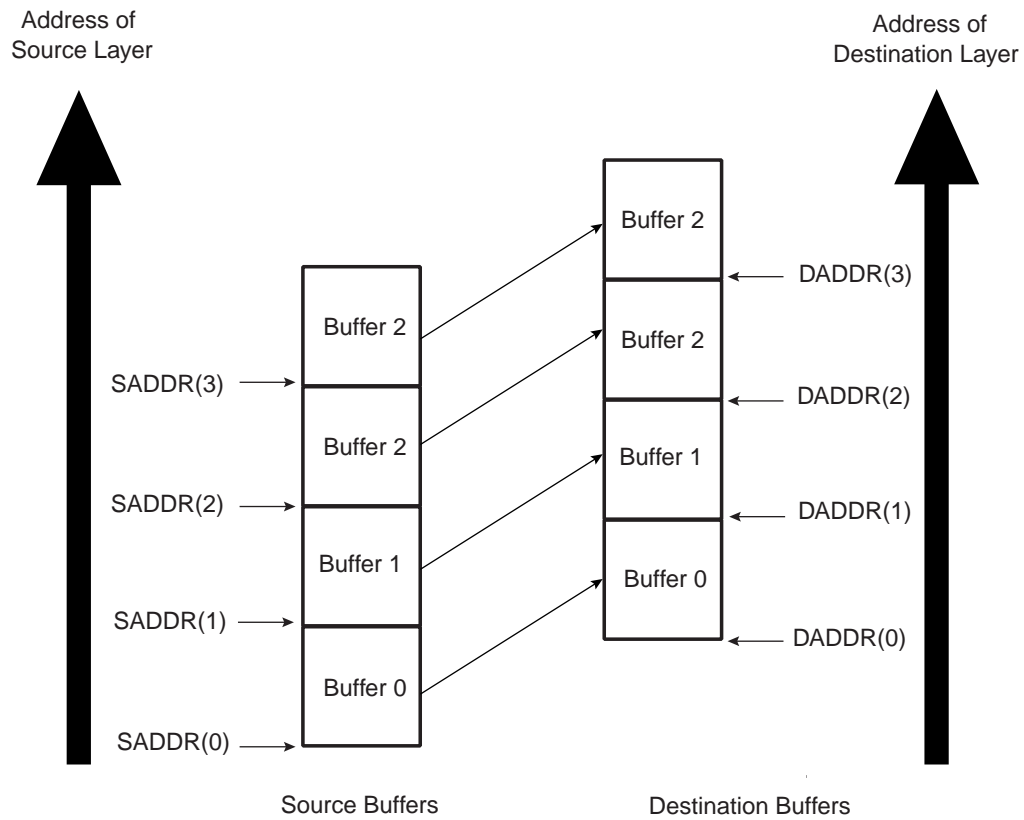 Address of
Source Layer
Address of
Destination Layer
Buffer 2
Buffer 2
DADDR(3)
Buffer 2
Buffer 2
SADDR(3)
DADDR(2)
Buffer 2
Buffer 1
SADDR(2)
DADDR(1)
Buffer 1
Buffer 0
SADDR(1)
DADDR(0)
Buffer 0
SADDR(0)
Source Buffers
Destination Buffers